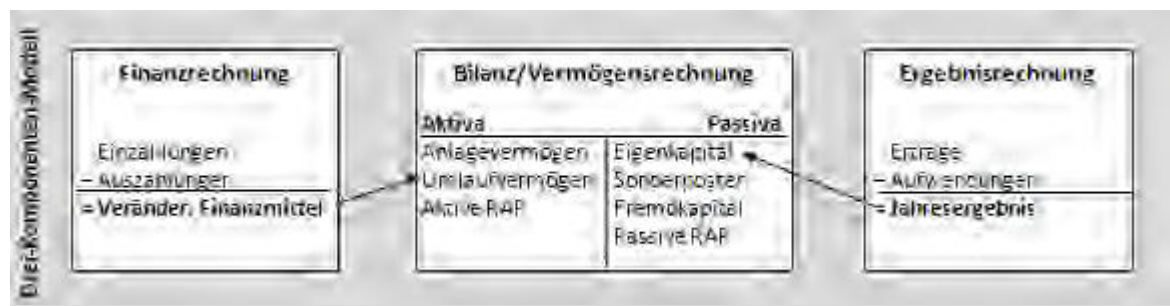 Drei-Komponenten-Modell
Finanzrechnung
Einzahlungen
– Auszahlungen
= Veränder. Finanzmittel
Bilanz/Vermögensrechnung
Aktiva Passiva
Anlagevermögen Eigenkapital
Umlaufvermögen Sonderposten
Aktive RAP Fremdkapital
Passive RAP
Ergebnisrechnung
Erträge
– Aufwendungen
= Jahresergebnis